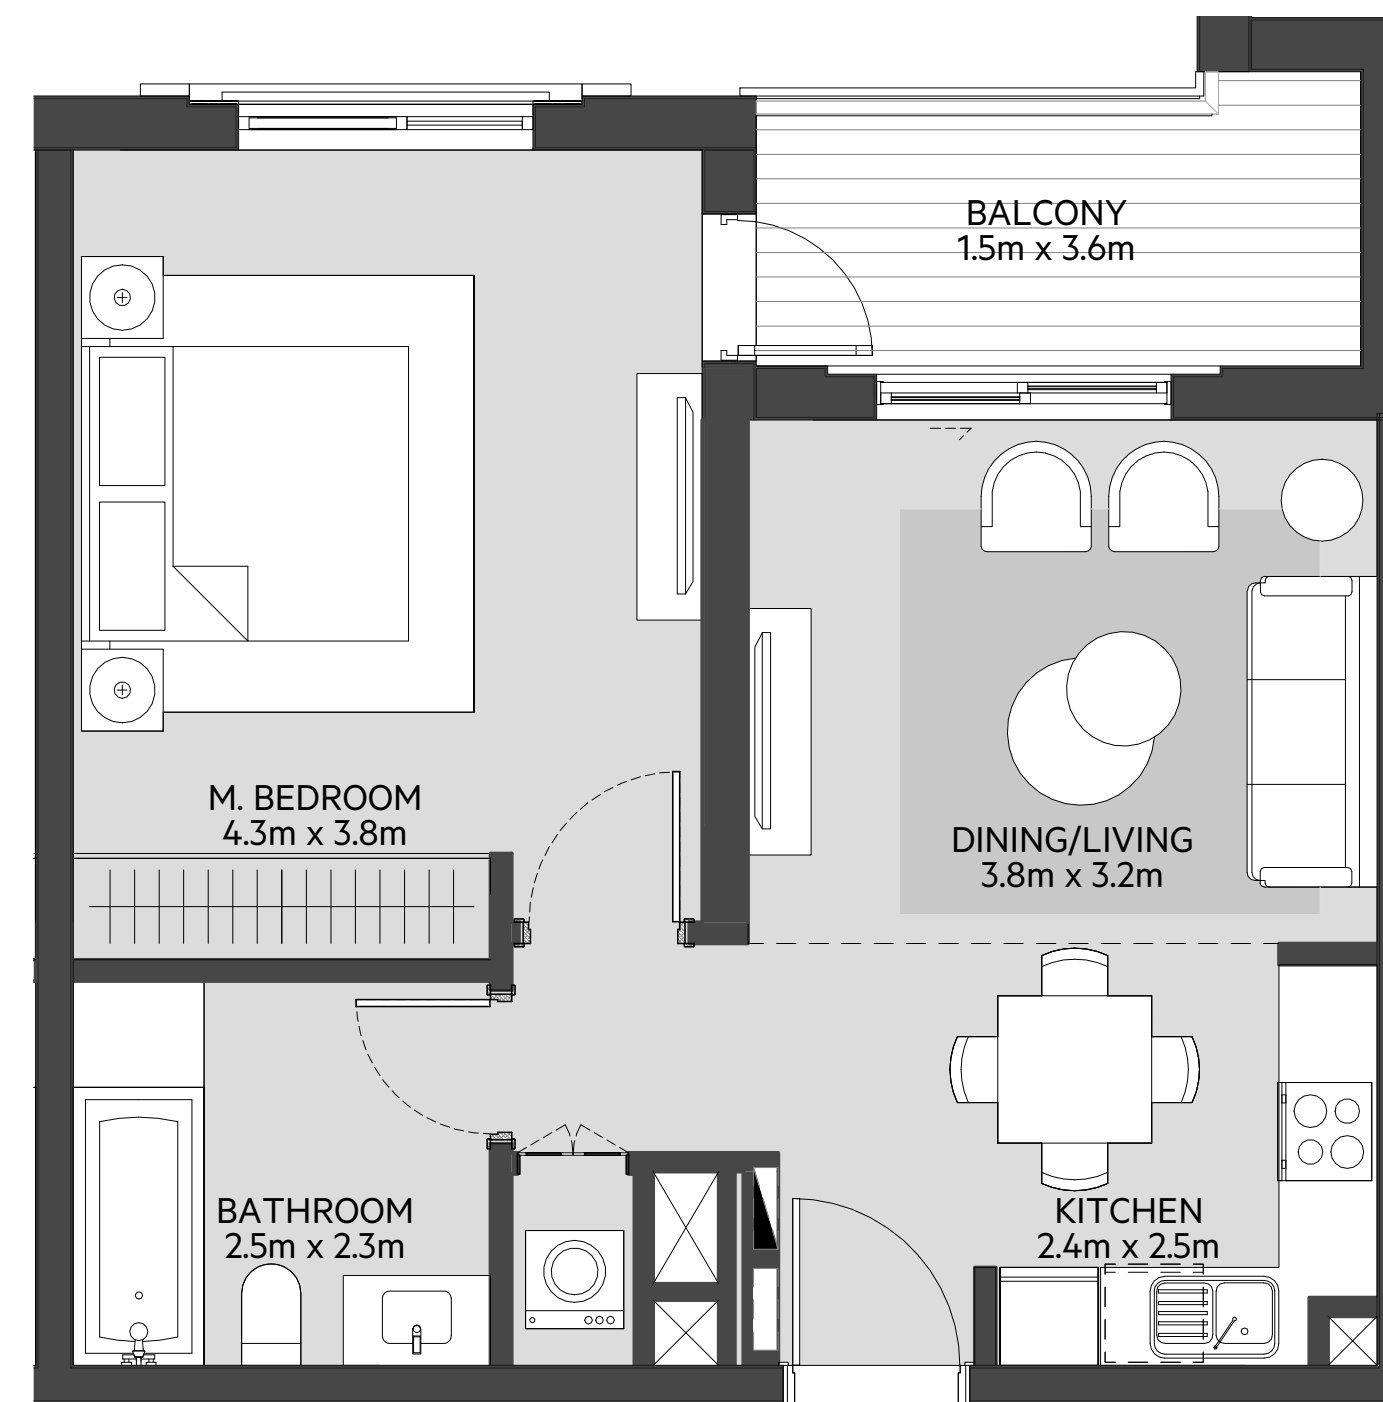 BALCONY
1.5m x 3.6m
M. BEDROOM
4.3m x 3.8m
DINING/LIVING
3.8m x 3.2m
BATHROOM
2.5m x 2.3m
KITCHEN
2.4m x 2.5m